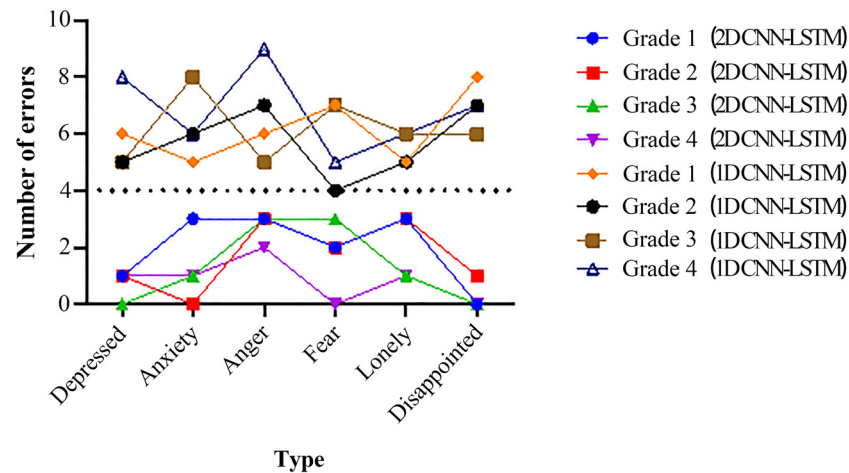 Number of errors
10
8
6
4
2
0
Depressed
Anxiety
Anger
Fear
Lonely
Disappointed
Type
Grade 1 (2DCNN-LSTM)
Grade 2 (2DCNN-LSTM)
Grade 3 (2DCNN-LSTM)
Grade 4 (2DCNN-LSTM)
Grade 1 (1DCNN-LSTM)
Grade 2 (1DCNN-LSTM)
Grade 3 (1DCNN-LSTM)
Grade 4 (1DCNN-LSTM)